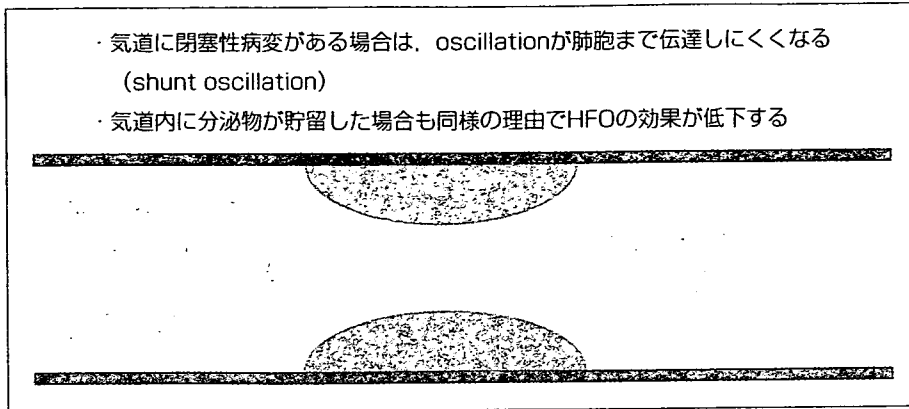 ・気道に閉塞性病変がある場合は，oscillationが肺胞まで伝達しにくくなる
（shunt oscillation）
・気道内に分泌物が貯留した場合も同様の理由でHFOの効果が低下する